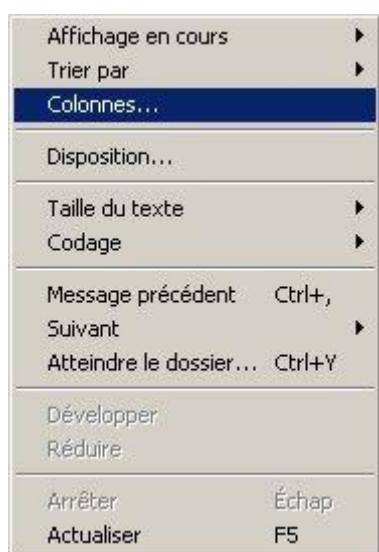 Affichage en cours
Trier par
Colonnes...
Disposition...
Taille du texte
Codage
Message précédent Ctrl+,
Suivant
Atteindre le dossier... Ctrl+Y
Développer
Réduire
Arrêter Échap
Actualiser F5